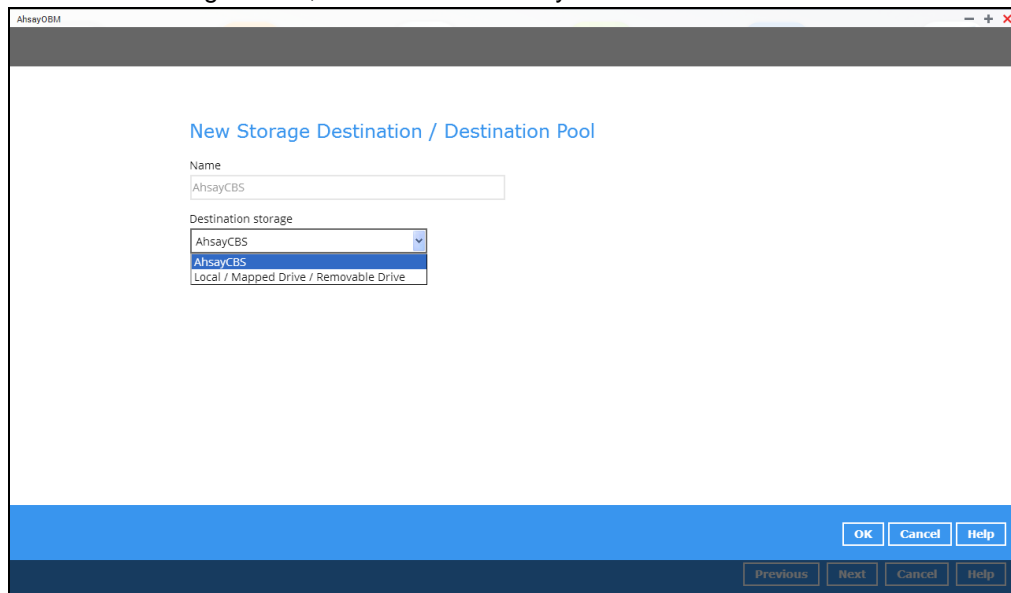 AhsayOBM
New Storage Destination / Destination Pool
Name
AhsayCBS
Destination storage
AhsayCBS
AhsayCBS
Local / Mapped Drive / Removable Drive
OK Cancel Help
Previous Next Cancel Help